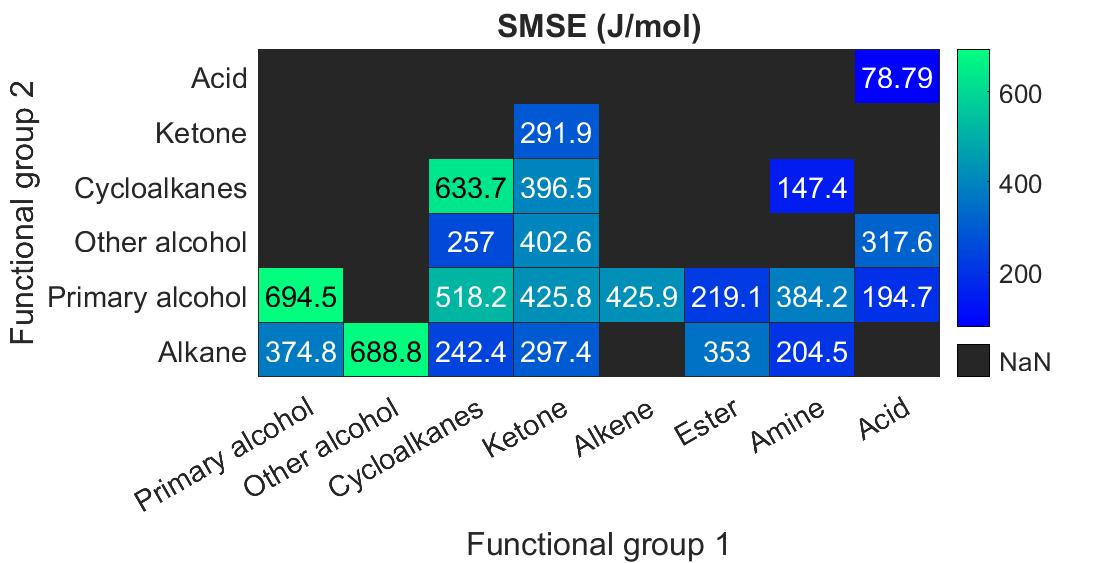 SMSE (J/mol)
Functional group 2
Acid 78.79
Ketone 291.9
Cycloalkanes 633.7 396.5 147.4
Other alcohol 257 402.6 317.6
Primary alcohol 694.5 518.2 425.8 425.9 219.1 384.2 194.7
Alkane 374.8 688.8 242.4 297.4 353 204.5
Primary alcohol
Other alcohol
Cycloalkanes
Ketone
Alkene
Ester
Amine
Acid
Functional group 1
600
400
200
NaN